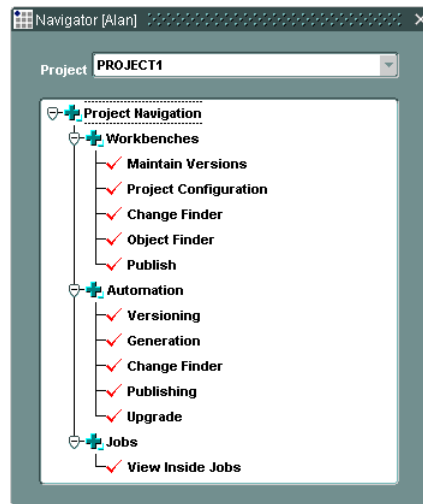 Navigator [Alan]
Project PROJECT1
Project Navigation
Workbenches
Maintain Versions
Project Configuration
Change Finder
Object Finder
Publish
Automation
Versioning
Generation
Change Finder
Publishing
Upgrade
Jobs
View Inside Jobs